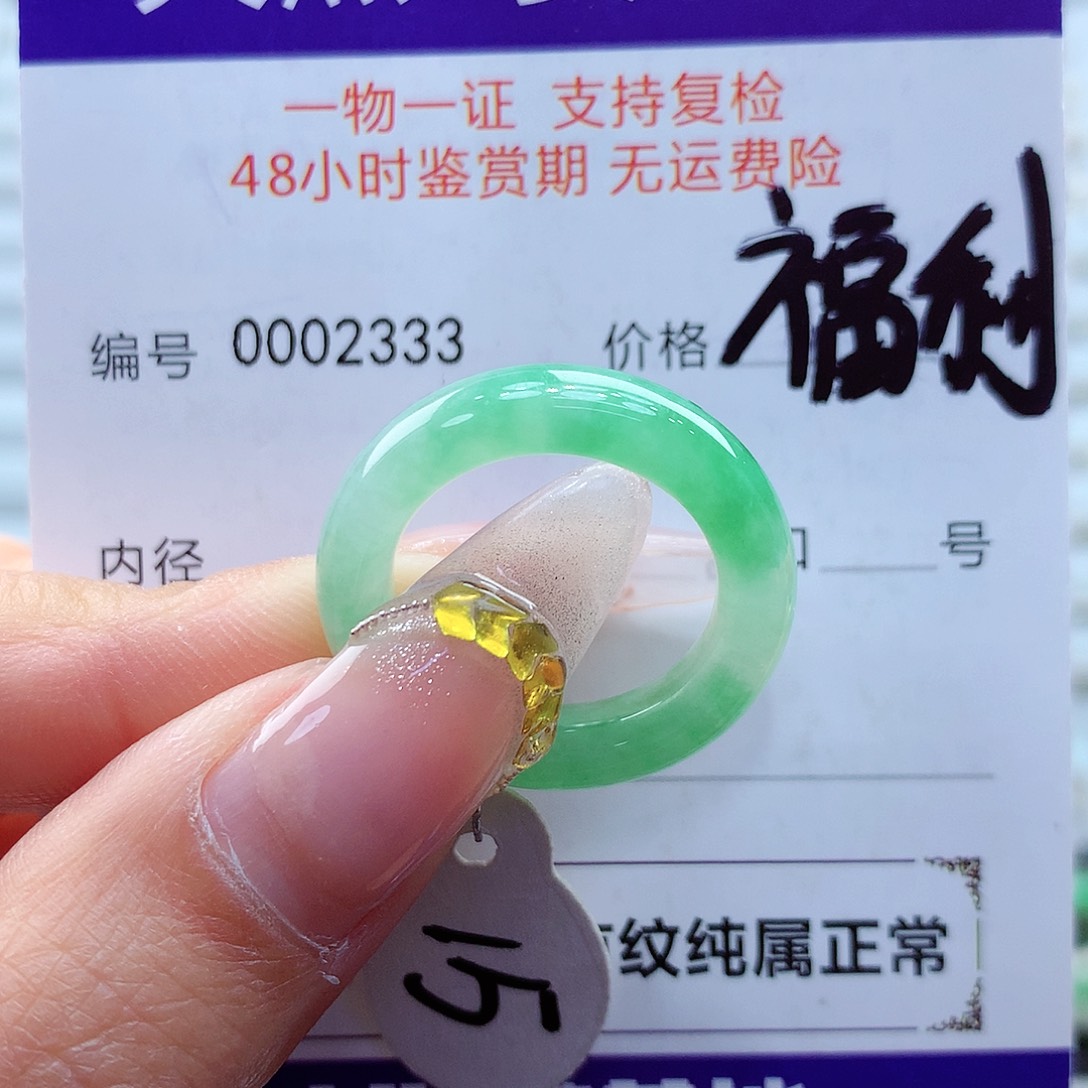 一物一证 支持复检
48小时鉴赏期 无运费险
编号 0002333 价格 福利
内径 号
纹纯属正常
15